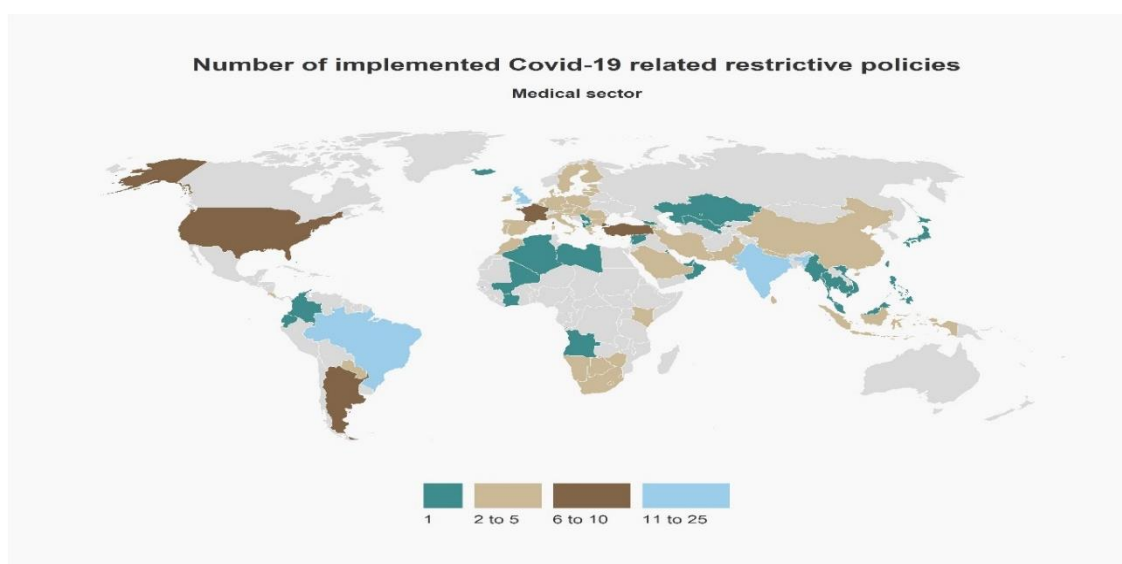 Number of implemented Covid-19 related restrictive policies
Medical sector
1
2 to 5
6 to 10
11 to 25